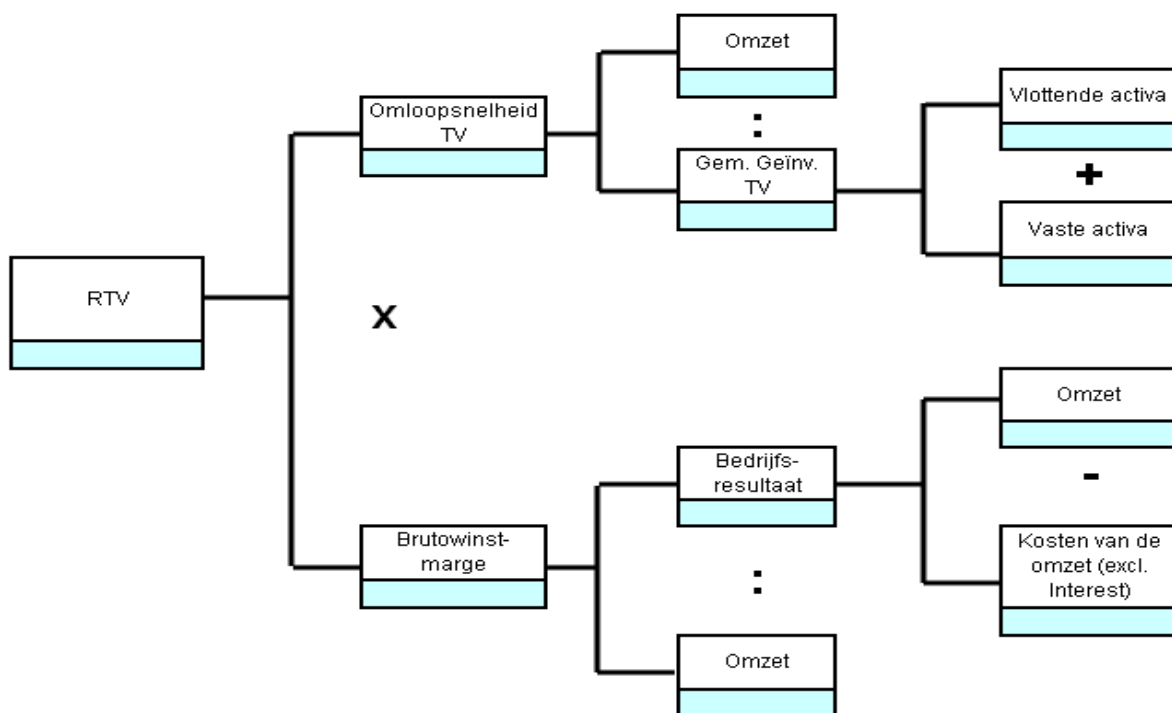 Omzet
Omloopsnelheid
TV
:
Vlottende activa
Gem. Geïnv.
TV
+
Vaste activa
RTV
x
Omzet
Bedrijfs-
resultaat
-
Brutowinst-
marge
:
Kosten van de
omzet (excl.
Interest)
Omzet